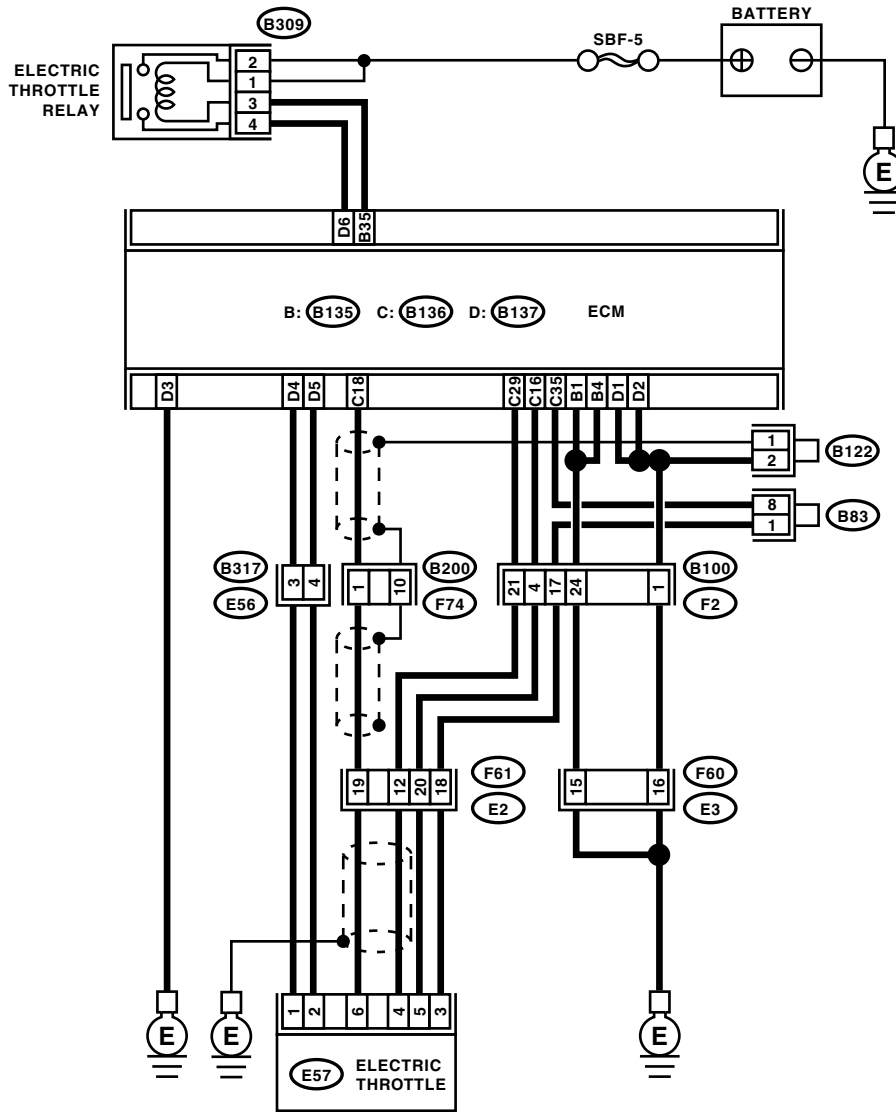 B309
BATTERY
SBF-5
ELECTRIC
THROTTLE
RELAY
2
1
3
4
E
D6
B35
B: B135 C: B136 D: B137 ECM
D3
D4
D5
C18
C29
C16
C35
B1
B4
D1
D2
1
2
B122
8
1
B83
B317
E56
3
4
1
10
B200
F74
21
4
17
24
1
B100
F2
19
12
20
18
F61
E2
15
16
F60
E3
E
E
E
1
2
6
4
5
3
E57
ELECTRIC
THROTTLE